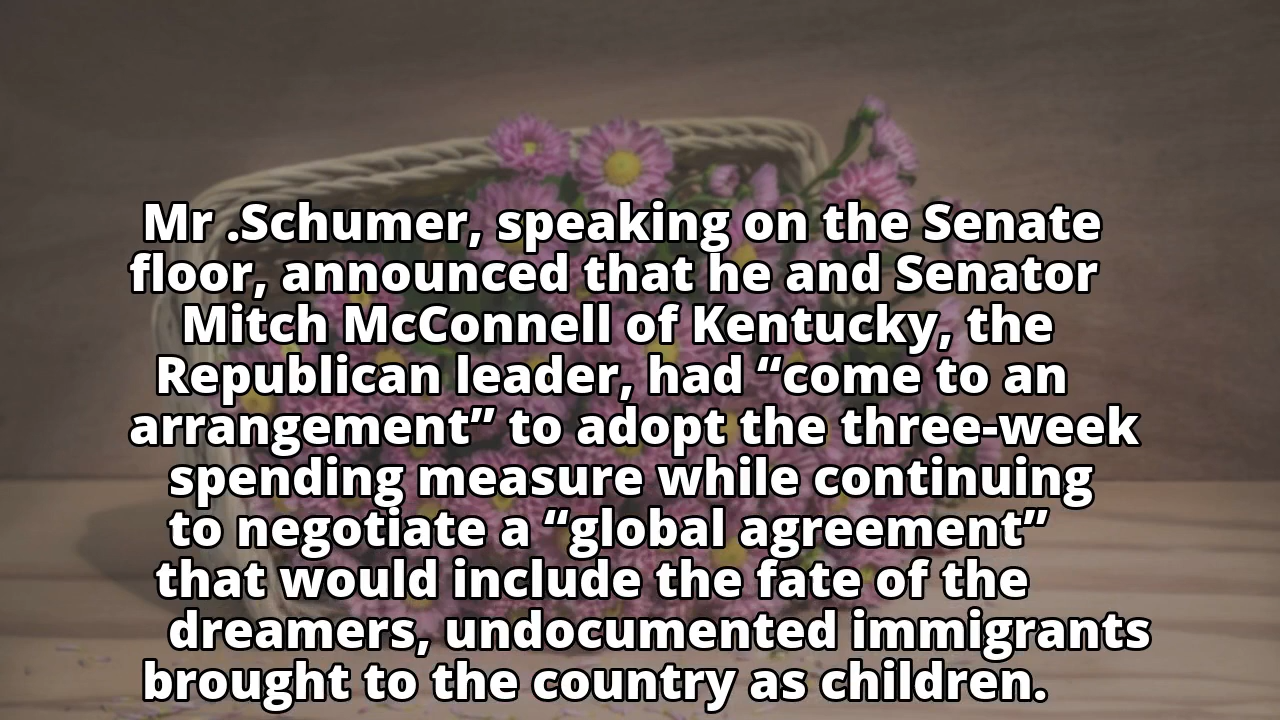 Mr .Schumer, speaking on the Senate
floor, announced that he and Senator
Mitch McConnell of Kentucky, the
Republican leader, had “come to an
arrangement” to adopt the three-week
spending measure while continuing
to negotiate a “global agreement”
that would include the fate of the
dreamers, undocumented immigrants
brought to the country as children.